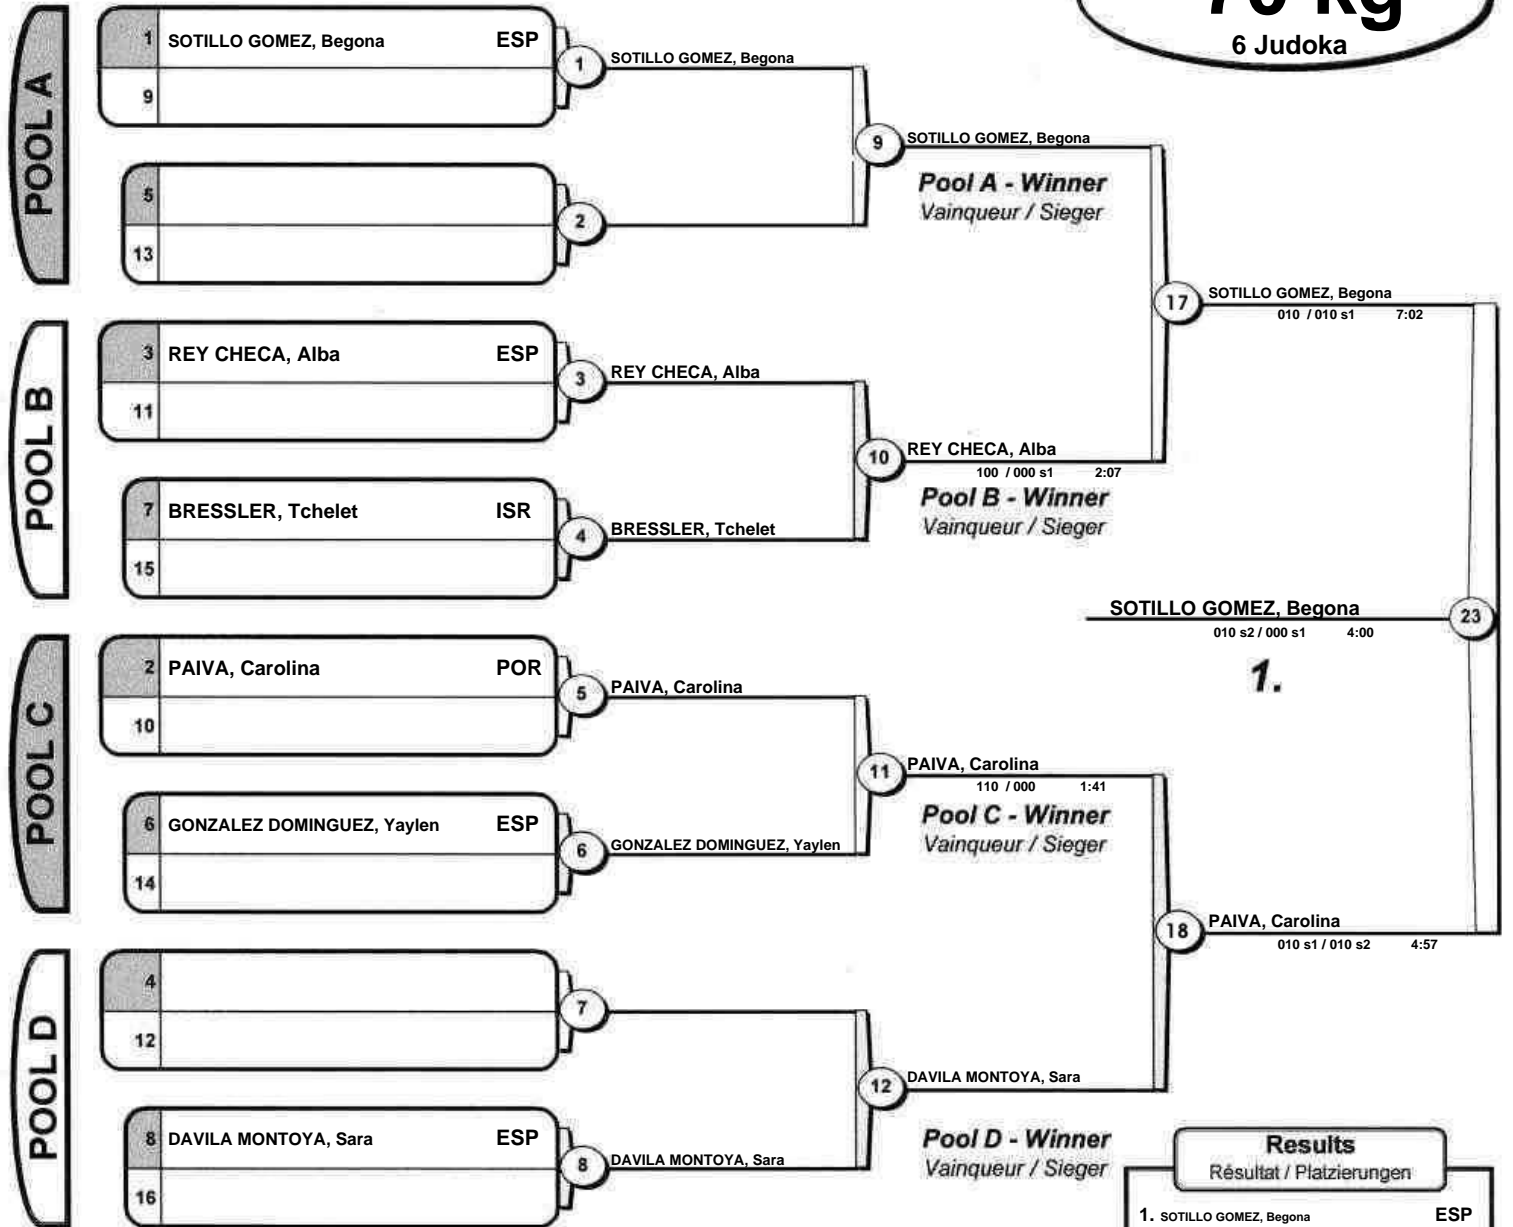 6 Judoka
POOL A
1 SOTILLO GOMEZ, Begona ESP
9
1 SOTILLO GOMEZ, Begona
5
13
2
9 SOTILLO GOMEZ, Begona
Pool A - Winner
Vainqueur / Sieger
POOL B
3 REY CHECA, Alba ESP
11
3 REY CHECA, Alba
7 BRESSLER, Tchelet ISR
15
4 BRESSLER, Tchelet
10 REY CHECA, Alba
100 / 000 s1 2:07
Pool B - Winner
Vainqueur / Sieger
17 SOTILLO GOMEZ, Begona
010 / 010 s1 7:02
SOTILLO GOMEZ, Begona 23
010 s2 / 000 s1 4:00
1.
POOL C
2 PAIVA, Carolina POR
10
5 PAIVA, Carolina
6 GONZALEZ DOMINGUEZ, Yaylen ESP
14
6 GONZALEZ DOMINGUEZ, Yaylen
11 PAIVA, Carolina
110 / 000 1:41
Pool C - Winner
Vainqueur / Sieger
18 PAIVA, Carolina
010 s1 / 010 s2 4:57
POOL D
4
12
7
8 DAVILA MONTOYA, Sara ESP
16
8 DAVILA MONTOYA, Sara
12 DAVILA MONTOYA, Sara
Pool D - Winner
Vainqueur / Sieger
Results
Résultat / Platzierungen
1. SOTILLO GOMEZ, Begona ESP